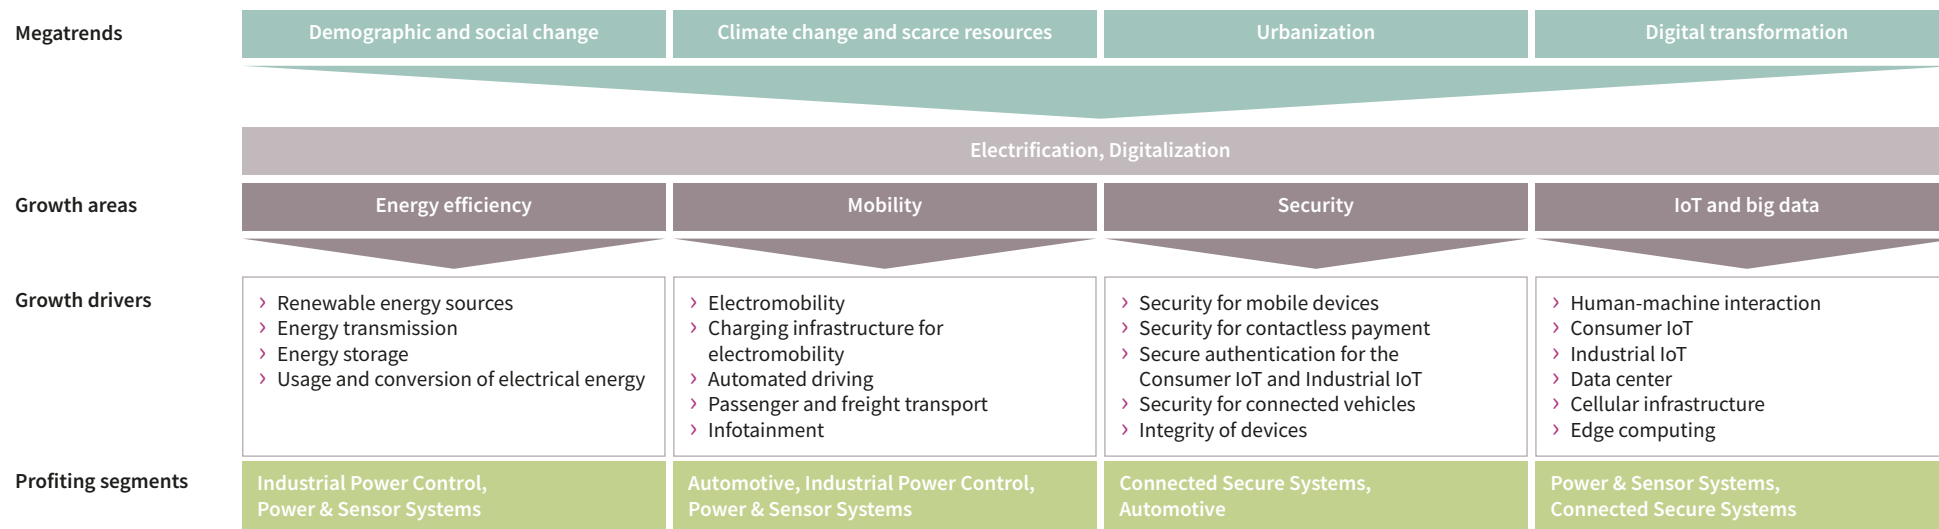 Megatrends
Demographic and social change
Climate change and scarce resources
Urbanization
Digital transformation
Electrification, Digitalization
Growth areas
Energy efficiency
Mobility
Security
IoT and big data
Growth drivers
› Renewable energy sources
› Energy transmission
› Energy storage
› Usage and conversion of electrical energy
› Electromobility
› Charging infrastructure for
electromobility
› Automated driving
› Passenger and freight transport
› Infotainment
› Security for mobile devices
› Security for contactless payment
› Secure authentication for the
Consumer IoT and Industrial IoT
› Security for connected vehicles
› Integrity of devices
› Human-machine interaction
› Consumer IoT
› Industrial IoT
› Data center
› Cellular infrastructure
› Edge computing
Profiting segments
Industrial Power Control,
Power & Sensor Systems
Automotive, Industrial Power Control,
Power & Sensor Systems
Connected Secure Systems,
Automotive
Power & Sensor Systems,
Connected Secure Systems